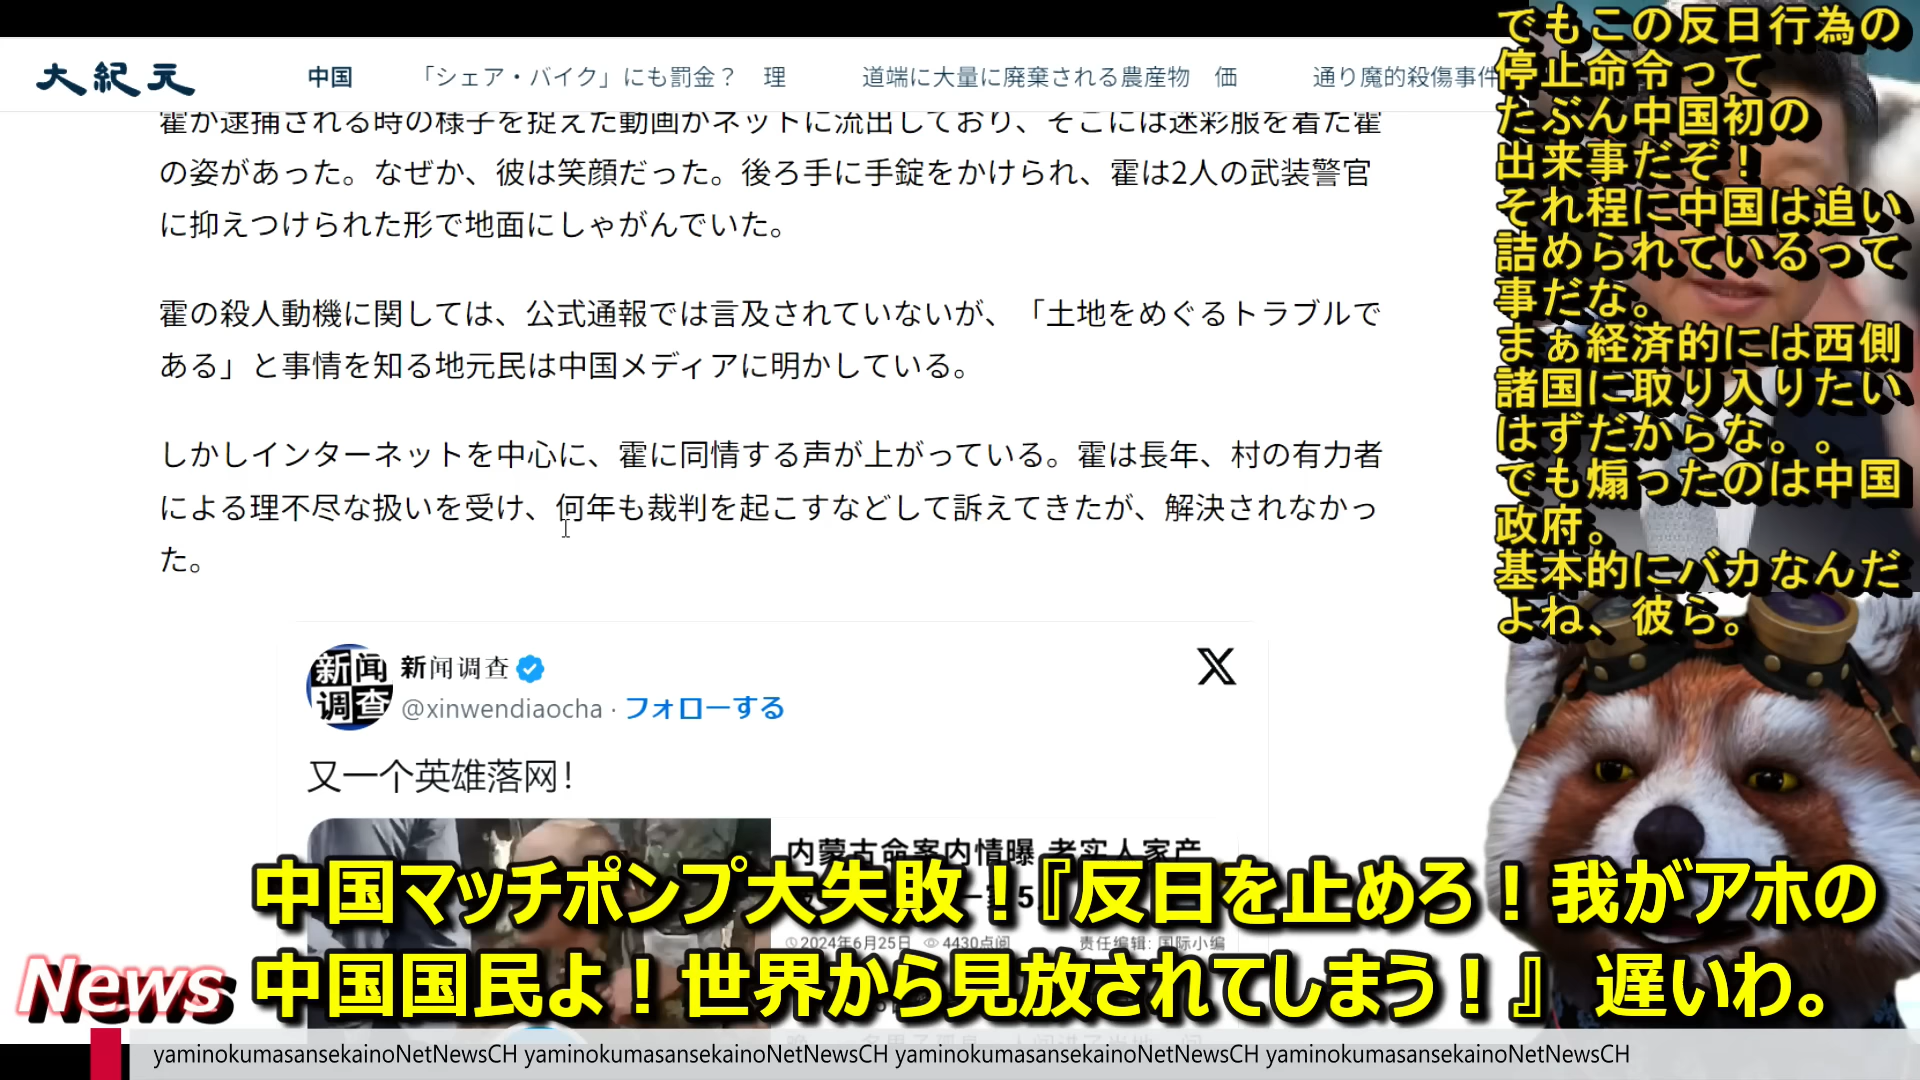 大紀元
中国 「シェア・バイク」にも罰金？ 理 道端に大量に廃棄される農産物 価 通り魔的殺傷事件
霍が逮捕される時の様子を捉えた動画がネットに流出しており、そこには迷彩服を着た霍
の姿があった。なぜか、彼は笑顔だった。後ろ手に手錠をかけられ、霍は2人の武装警官
に抑えつけられた形で地面にしゃがんでいた。
霍の殺人動機に関しては、公式通報では言及されていないが、「土地をめぐるトラブルで
ある」と事情を知る地元民は中国メディアに明かしている。
しかしインターネットを中心に、霍に同情する声が上がっている。霍は長年、村の有力者
による理不尽な扱いを受け、何年も裁判を起こすなどして訴えてきたが、解決されなかっ
た。
新闻
调查
新闻调查
@xinwendiaocha · フォローする
又一个英雄落网！
内蒙古命案内情曝 老实人家产
2024年6月25日 4430点阅 责任编辑: 国际小编
でもこの反日行為の
停止命令って
たぶん中国初の
出来事だぞ！
それ程に中国は追い
詰められているって
事だな。
まぁ経済的には西側
諸国に取り入りたい
はずだからな。。
でも煽ったのは中国
政府。
基本的にバカなんだ
よね、彼ら。
中国マッチポンプ大失敗！『反日を止めろ！我がアホの
中国国民よ！世界から見放されてしまう！』 遅いわ。
News
yaminokumasansekainoNetNewsCH yaminokumasansekainoNetNewsCH yaminokumasansekainoNetNewsCH yaminokumasansekainoNetNewsCH